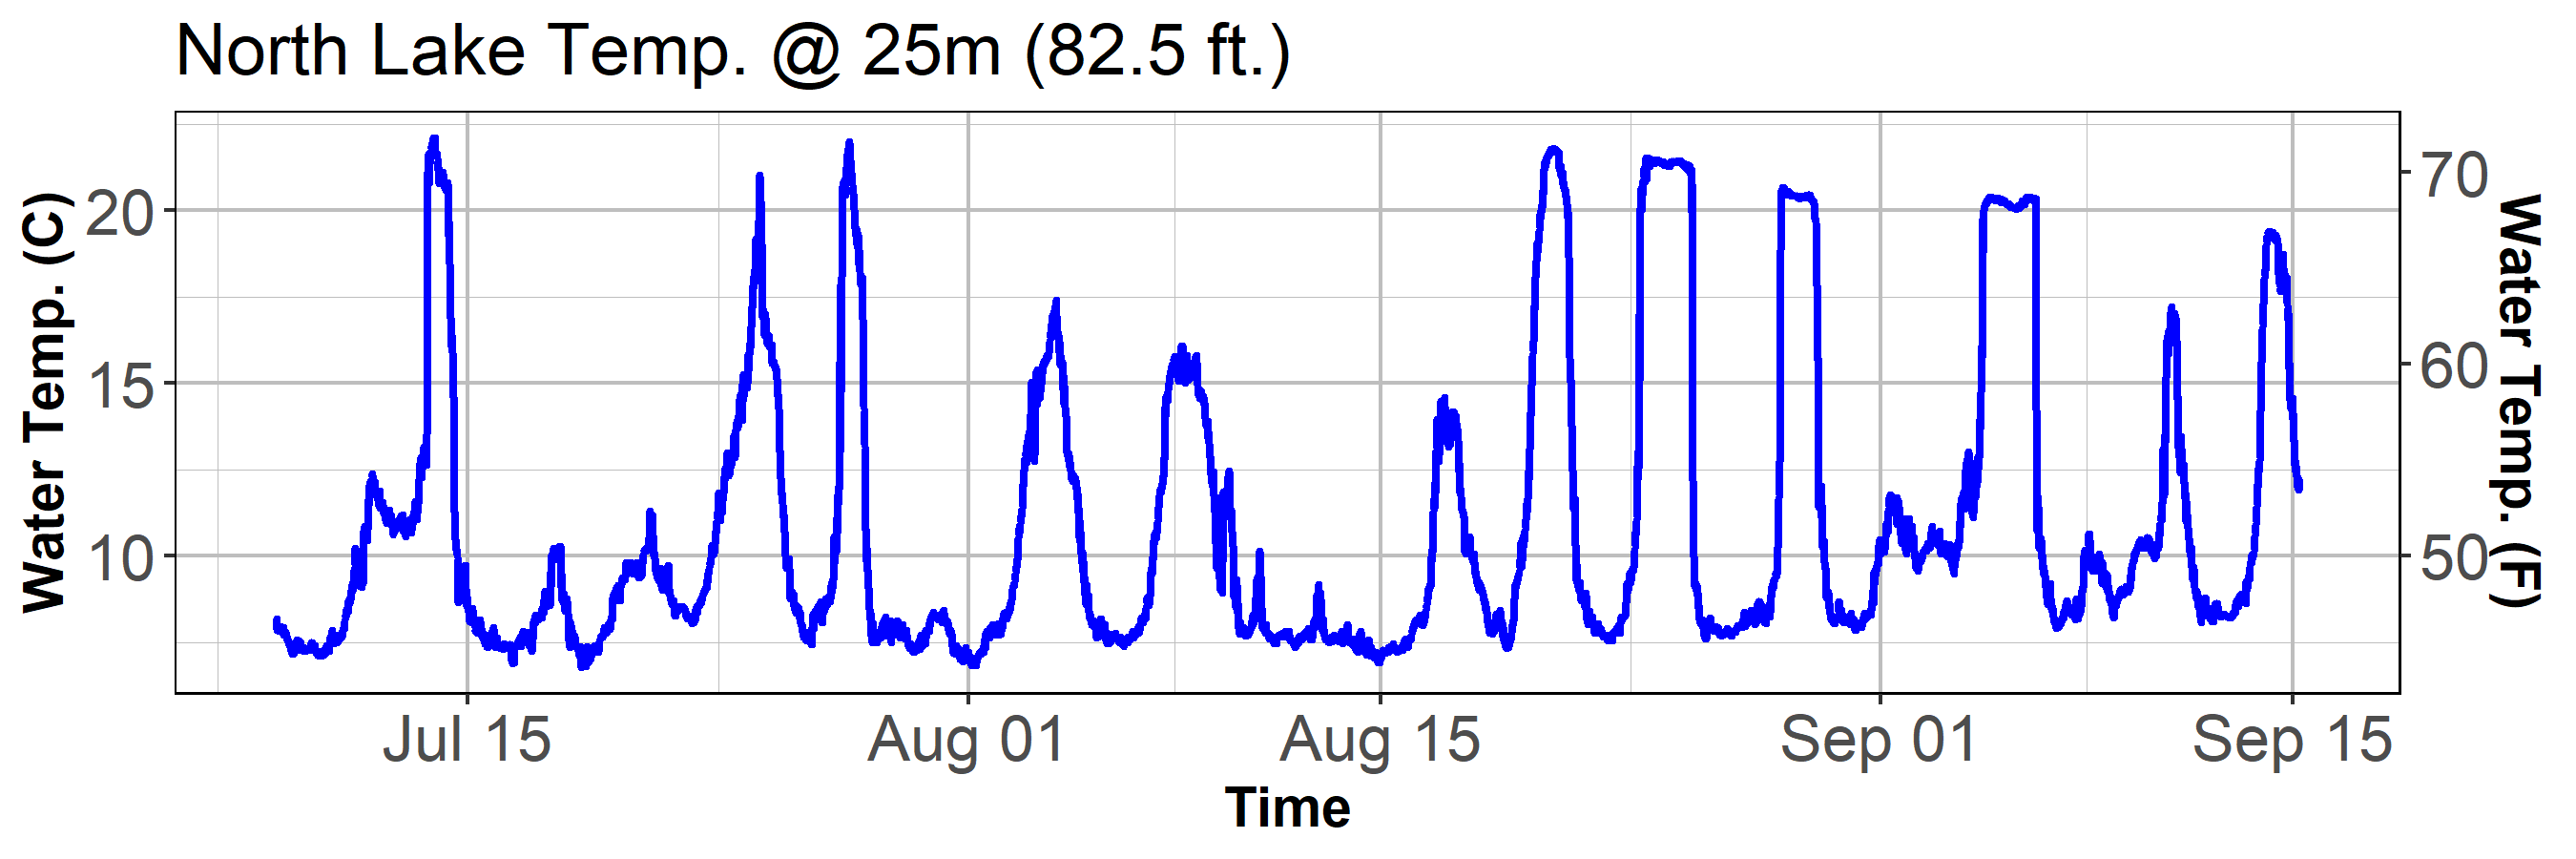 North Lake Temp. @ 25m (82.5 ft.)
Water Temp. (C)
20
15
10
70
60
50
Water Temp. (F)
Jul 15
Aug 01
Aug 15
Sep 01
Sep 15
Time